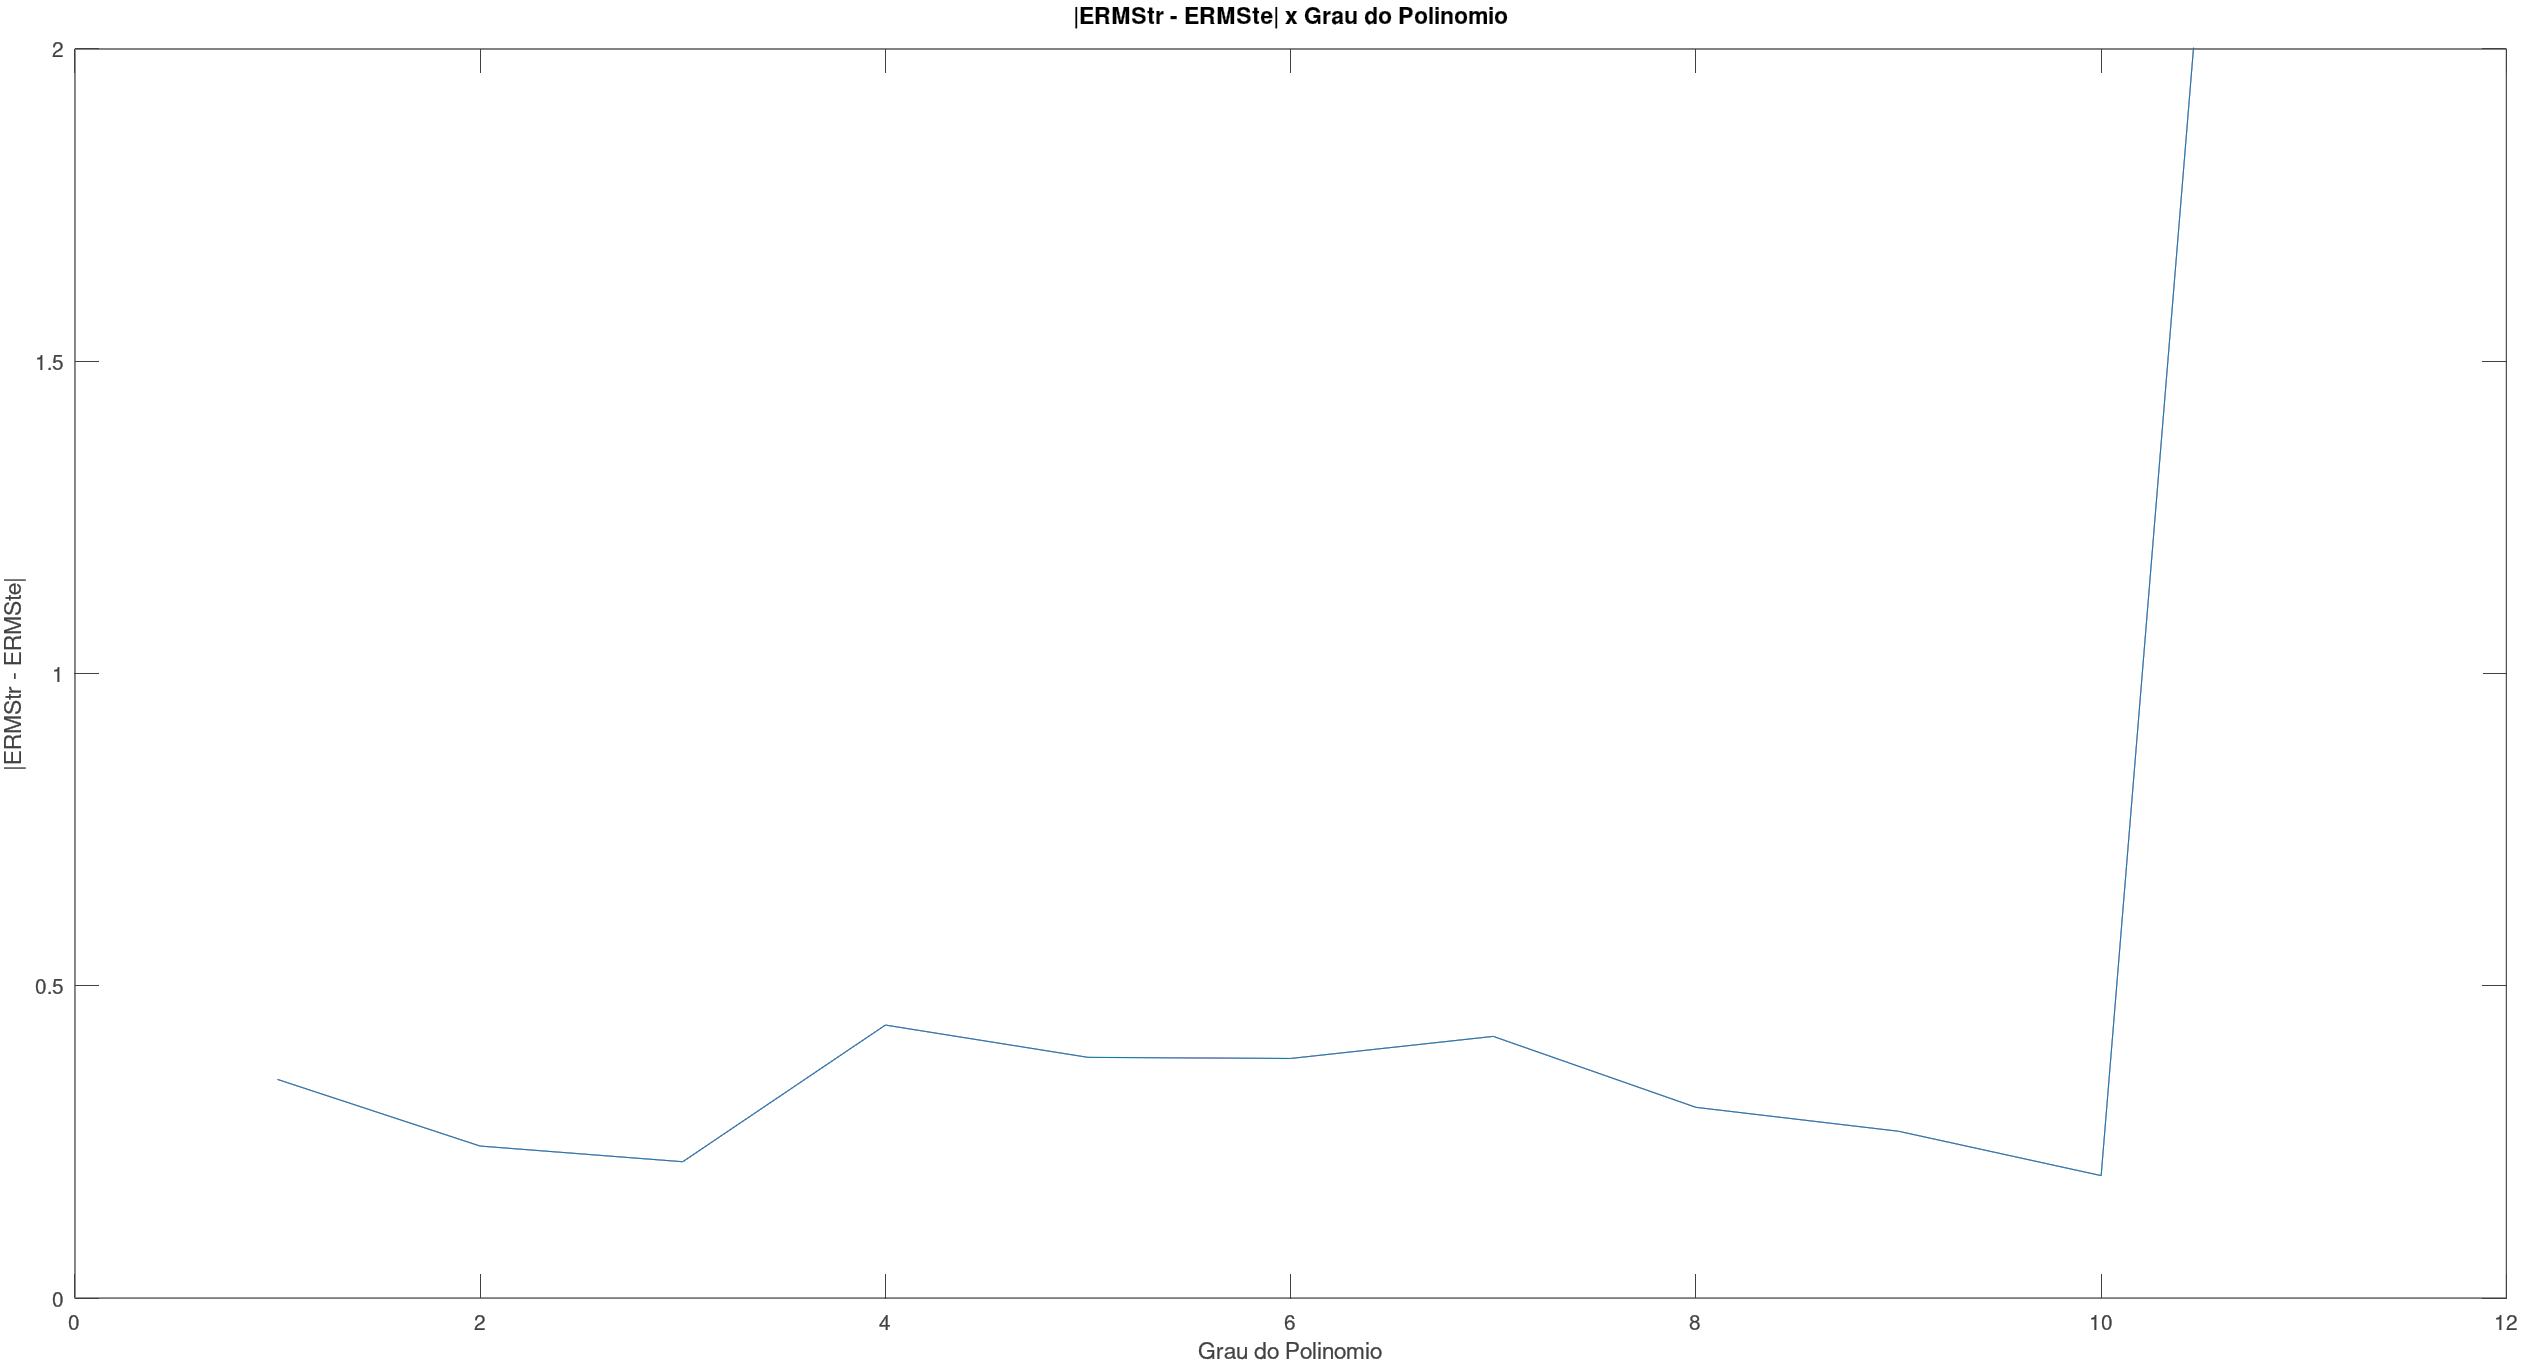 |ERMStr - ERMSte| x Grau do Polinomio
2
1.5
1
0.5
0
|ERMStr - ERMSte|
0 2 4 6 8 10 12
Grau do Polinomio